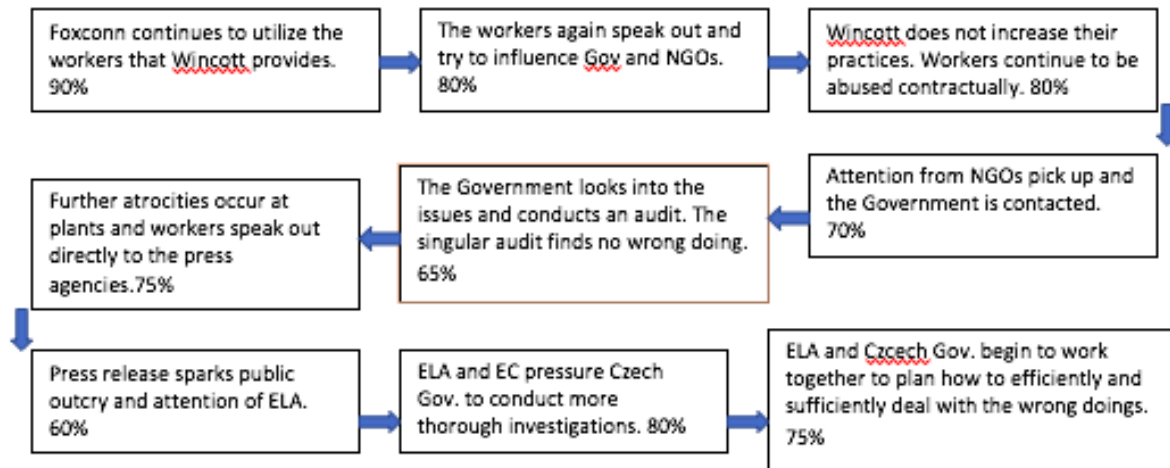 Foxconn continues to utilize the
workers that Wincott provides.
90%
The workers again speak out and
try to influence Gov and NGOs.
80%
Wincott does not increase their
practices. Workers continue to be
abused contractually. 80%
Attention from NGOs pick up and
the Government is contacted.
70%
The Government looks into the
issues and conducts an audit. The
singular audit finds no wrong doing.
65%
Further atrocities occur at
plants and workers speak out
directly to the press
agencies.75%
Press release sparks public
outcry and attention of ELA.
60%
ELA and EC pressure Czech
Gov. to conduct more
thorough investigations. 80%
ELA and Czcech Gov. begin to work
together to plan how to efficiently and
sufficiently deal with the wrong doings.
75%